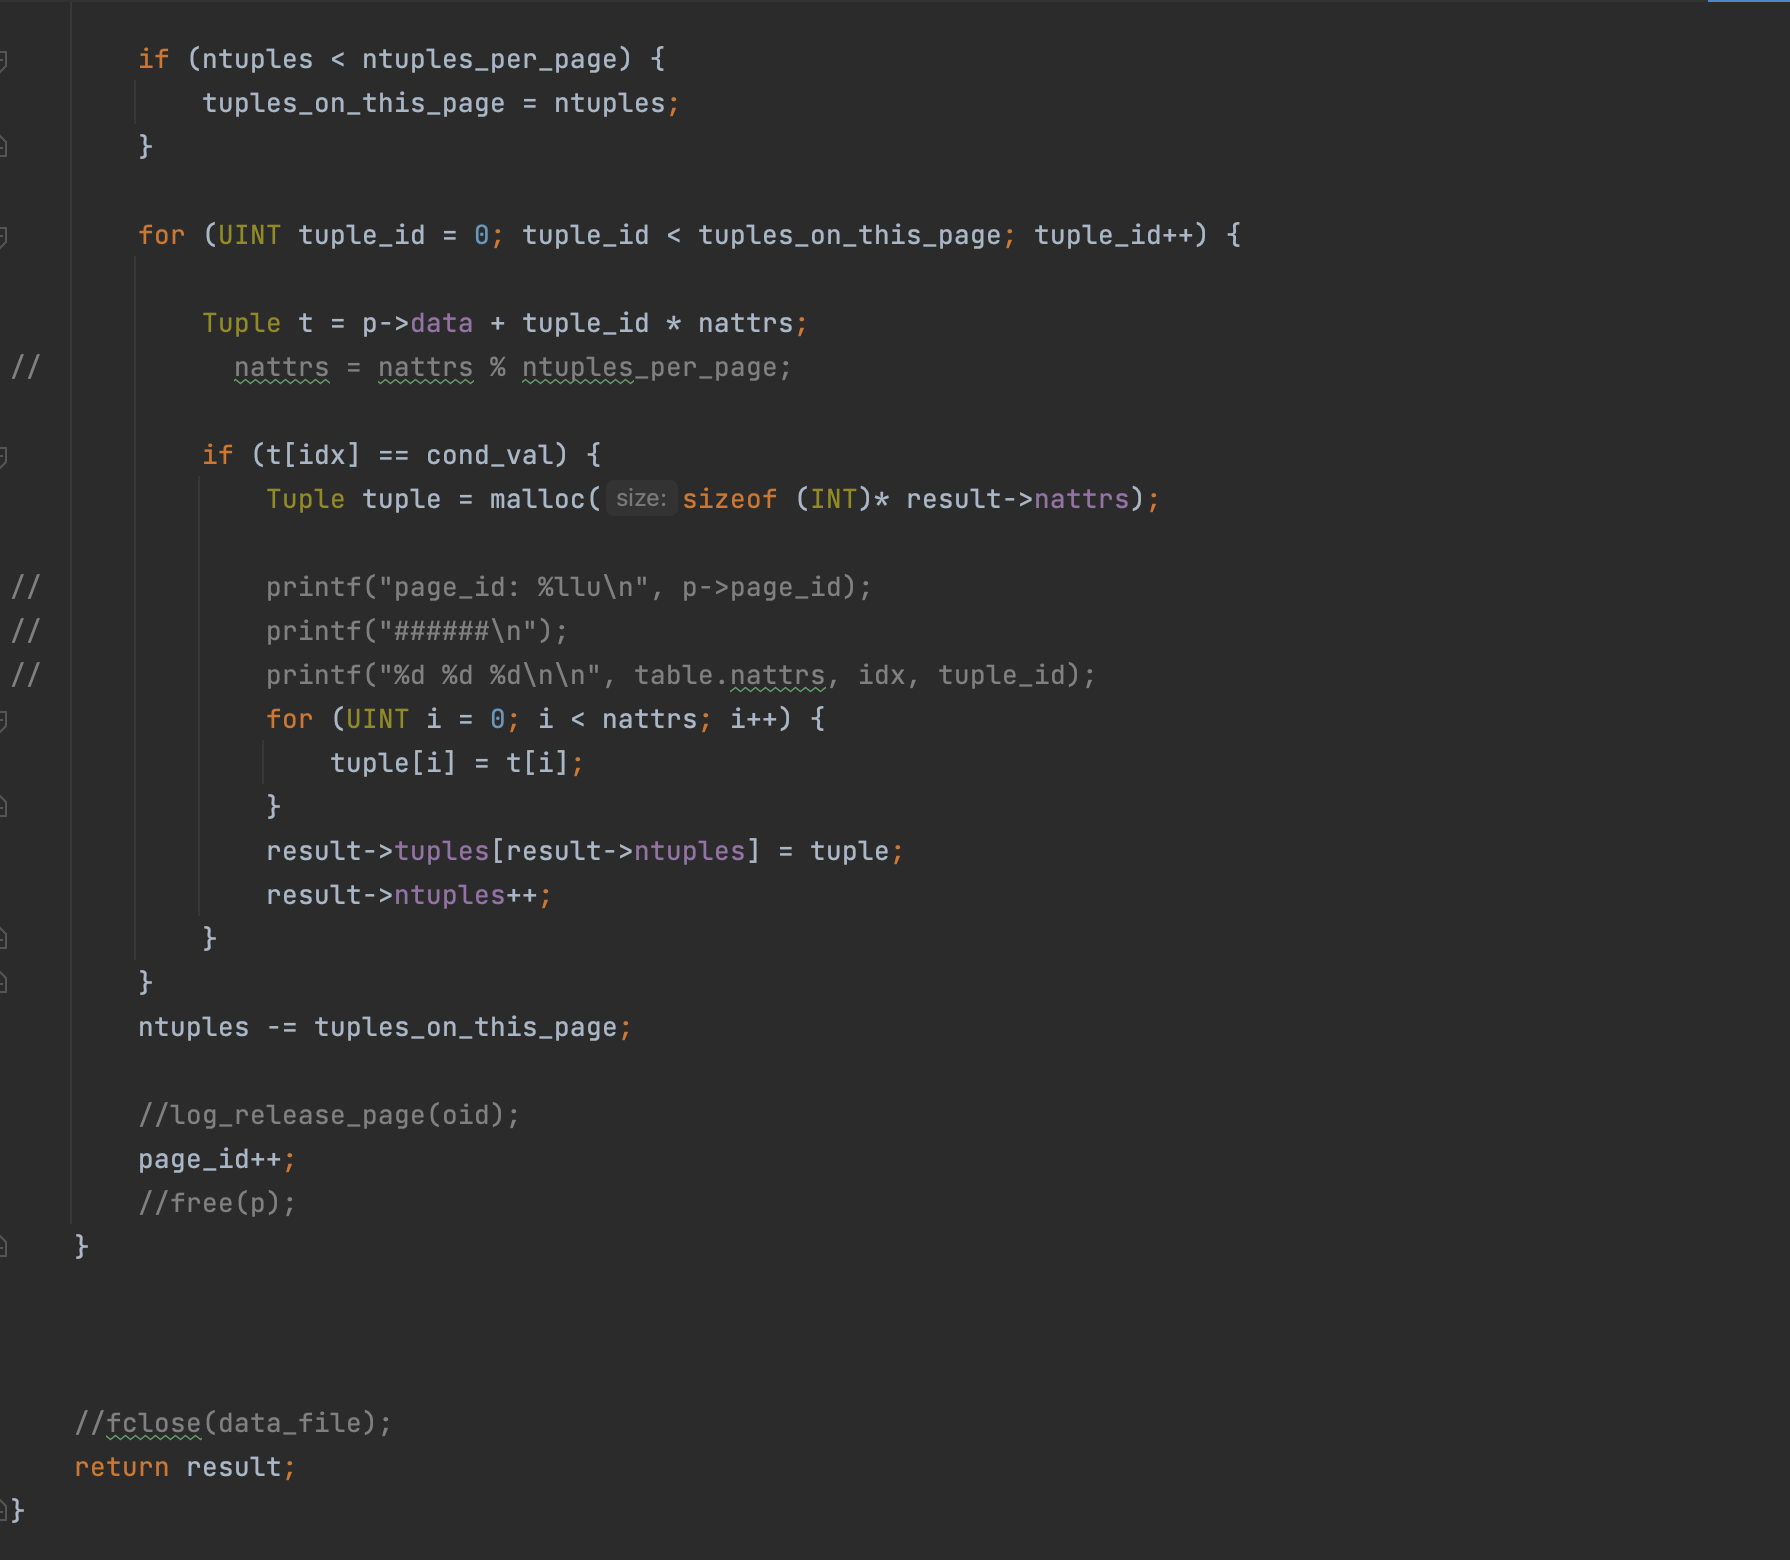 if (ntuples < ntuples_per_page) {
tuples_on_this_page = ntuples;
}
for (UINT tuple_id = 0; tuple_id < tuples_on_this_page; tuple_id++) {
Tuple t = p->data + tuple_id * nattrs;
// nattrs = nattrs % ntuples_per_page;
if (t[idx] == cond_val) {
Tuple tuple = malloc( size: sizeof (INT)* result->nattrs);
// printf("page_id: %llu\n", p->page_id);
// printf("######\n");
// printf("%d %d %d\n\n", table.nattrs, idx, tuple_id);
for (UINT i = 0; i < nattrs; i++) {
tuple[i] = t[i];
}
result->tuples[result->ntuples] = tuple;
result->ntuples++;
}
}
ntuples -= tuples_on_this_page;
//log_release_page(oid);
page_id++;
//free(p);
}
//fclose(data_file);
return result;
}